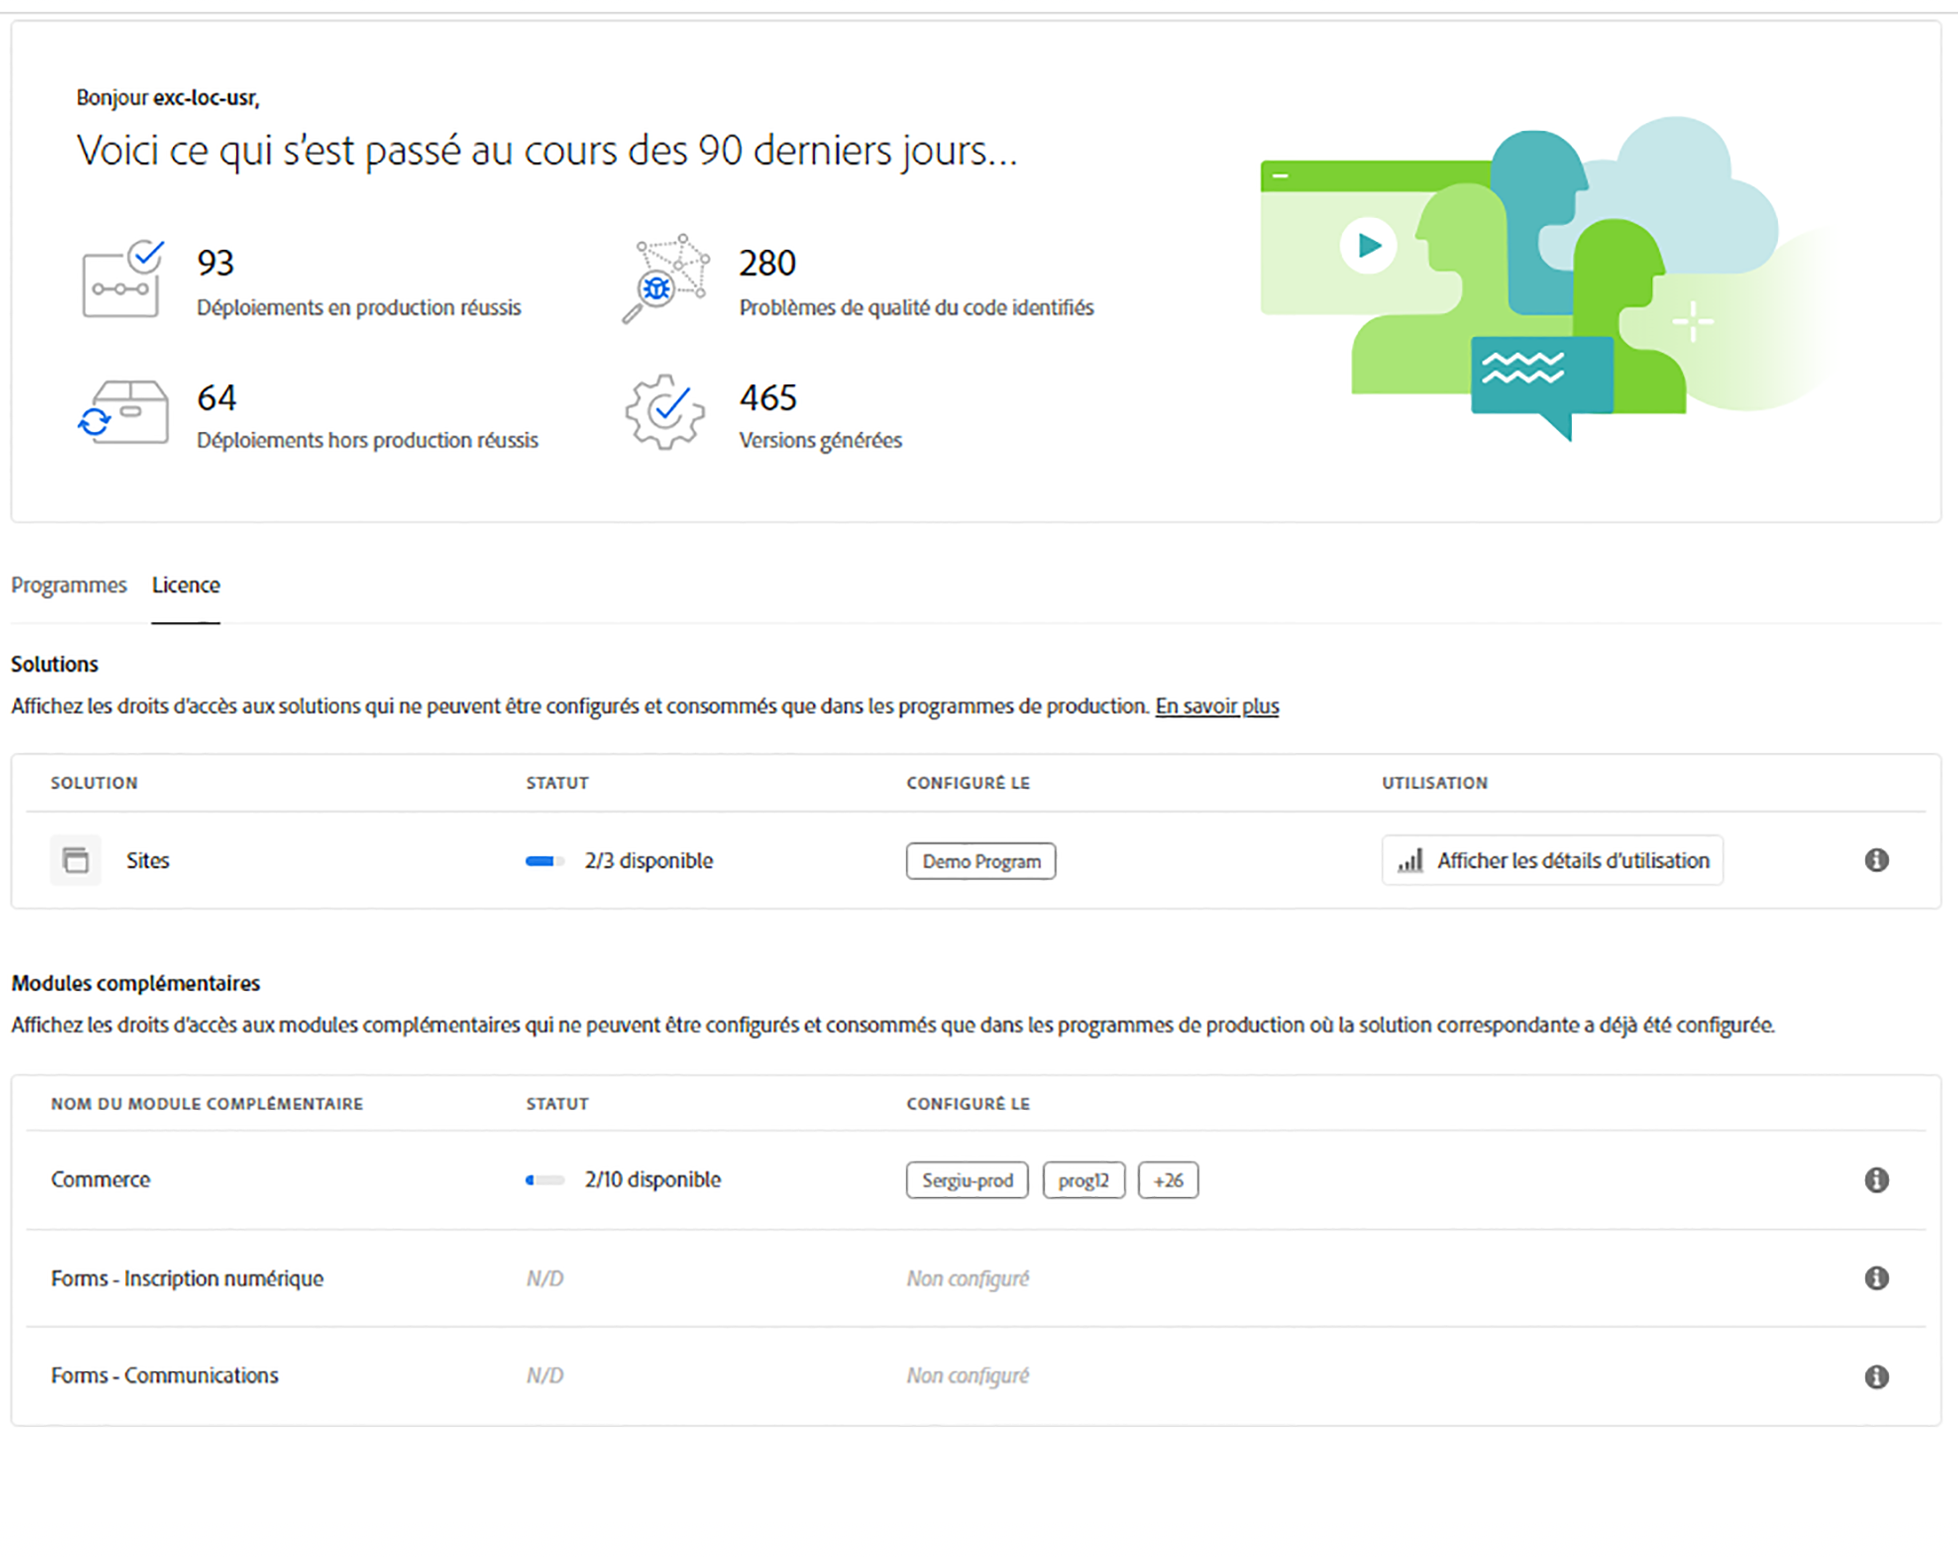 Bonjour exc-loc-usr,
Voici ce qui s’est passé au cours des 90 derniers jours...
93
Déploiements en production réussis
280
Problèmes de qualité du code identifiés
64
Déploiements hors production réussis
465
Versions générées
Programmes Licence
Solutions
Affichez les droits d’accès aux solutions qui ne peuvent être configurés et consommés que dans les programmes de production. En savoir plus
SOLUTION STATUT CONFIGURÉ LE UTILISATION
Sites 2/3 disponible Demo Program Afficher les détails d’utilisation
Modules complémentaires
Affichez les droits d’accès aux modules complémentaires qui ne peuvent être configurés et consommés que dans les programmes de production où la solution correspondante a déjà été configurée.
NOM DU MODULE COMPLÉMENTAIRE STATUT CONFIGURÉ LE
Commerce 2/10 disponible Sergiu-prod prog12 +26
Forms - Inscription numérique N/D Non configuré
Forms - Communications N/D Non configuré